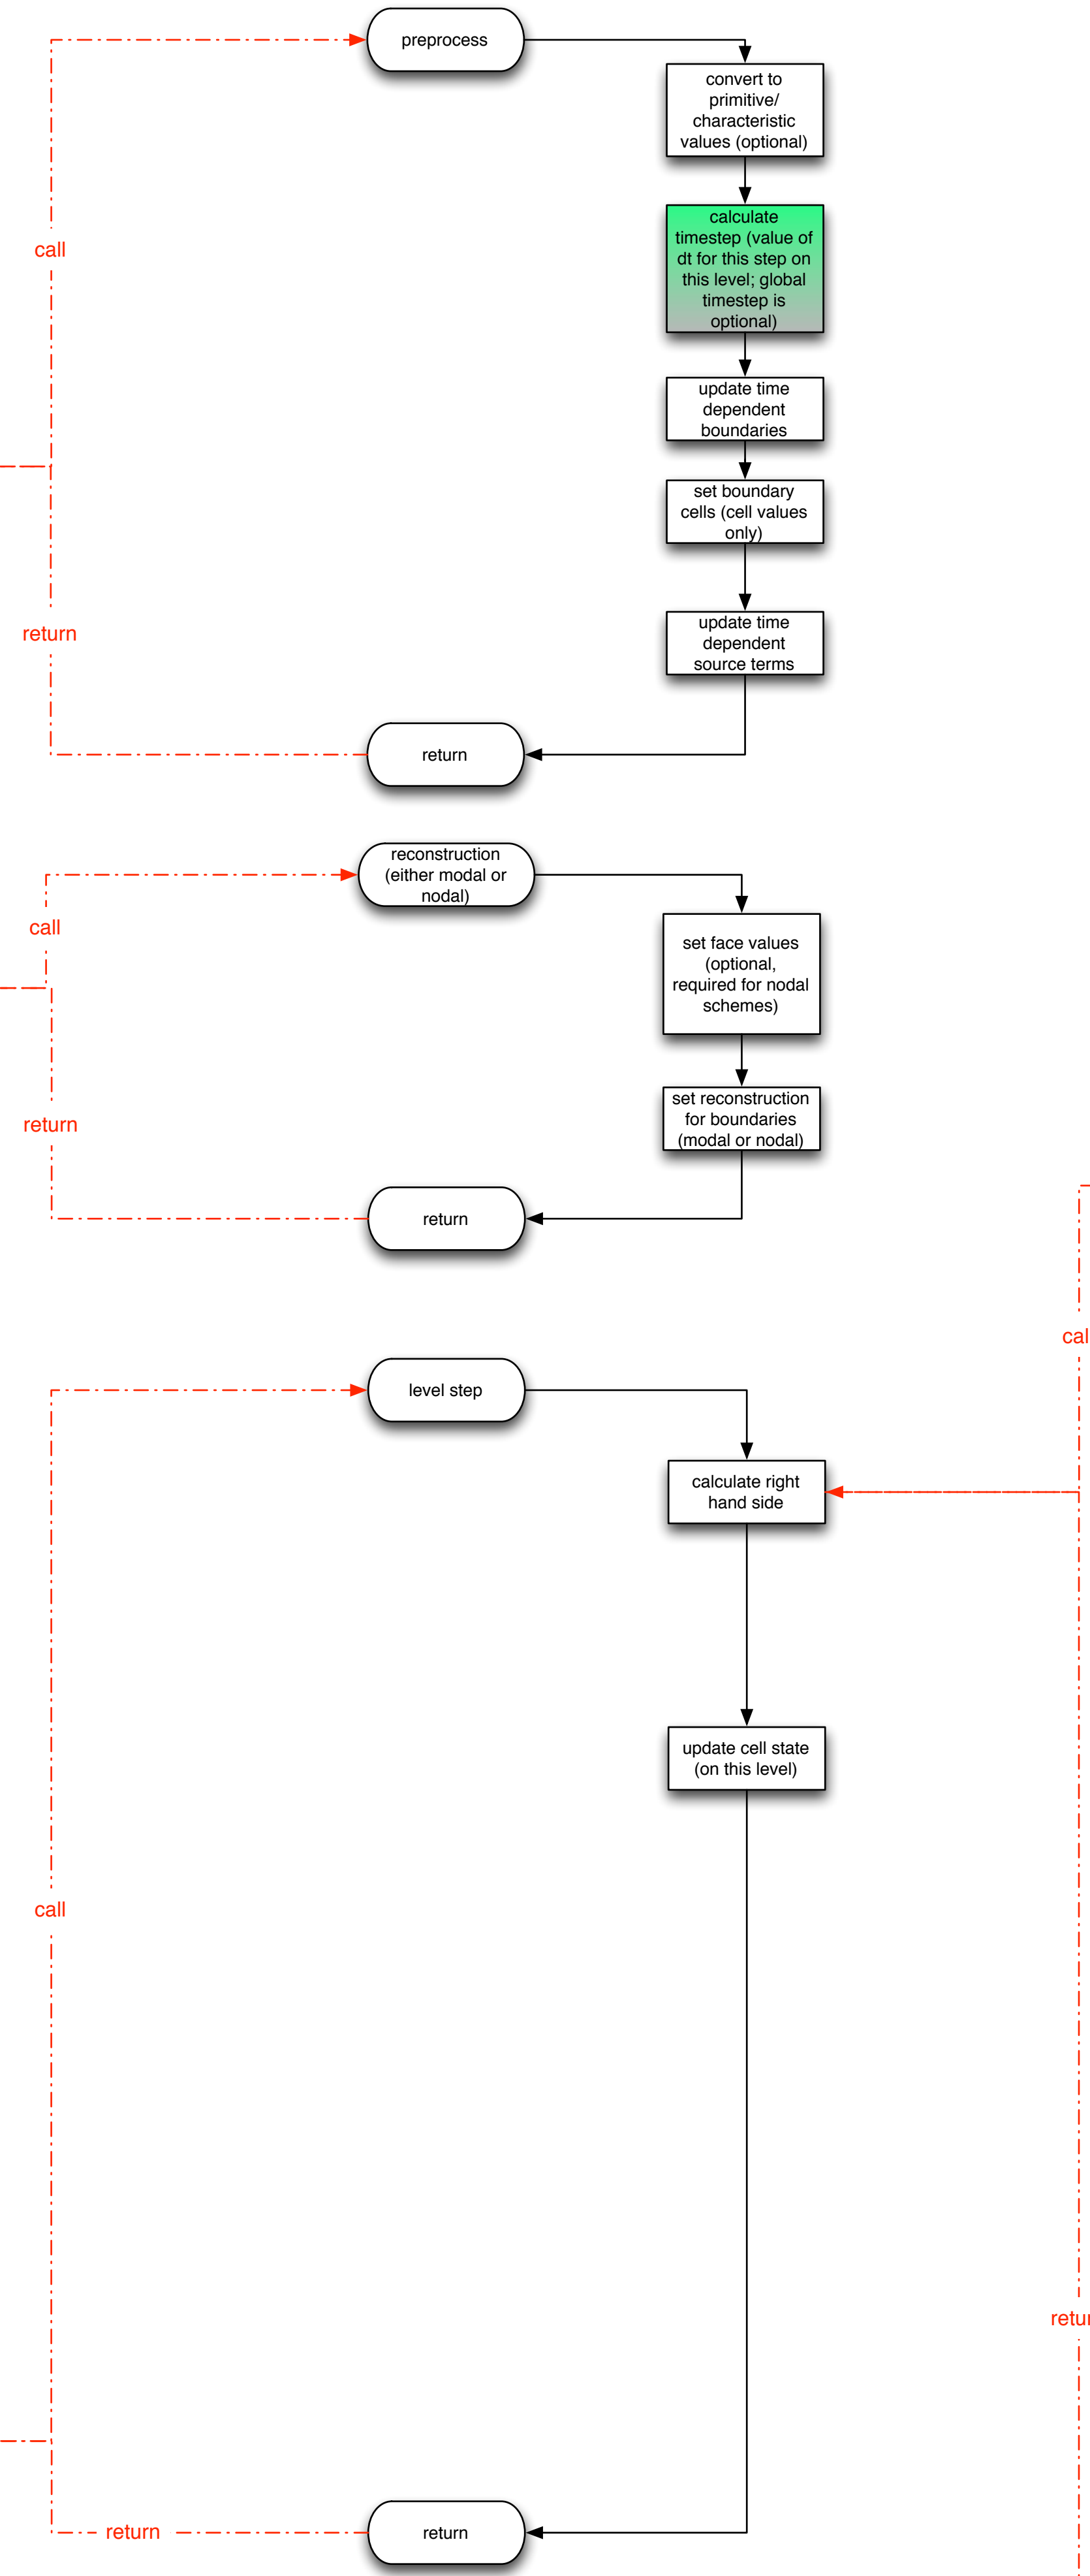 preprocess
convert to
primitive/
characteristic
values (optional)
calculate
timestep (value of
dt for this step on
this level; global
timestep is
optional)
call
update time
dependent
boundaries
set boundary
cells (cell values
only)
return
update time
dependent
source terms
return
reconstruction
(either modal or
nodal)
call
set face values
(optional,
required for nodal
schemes)
return
set reconstruction
for boundaries
(modal or nodal)
return
cal
level step
calculate right
hand side
update cell state
(on this level)
call
retur
return
return